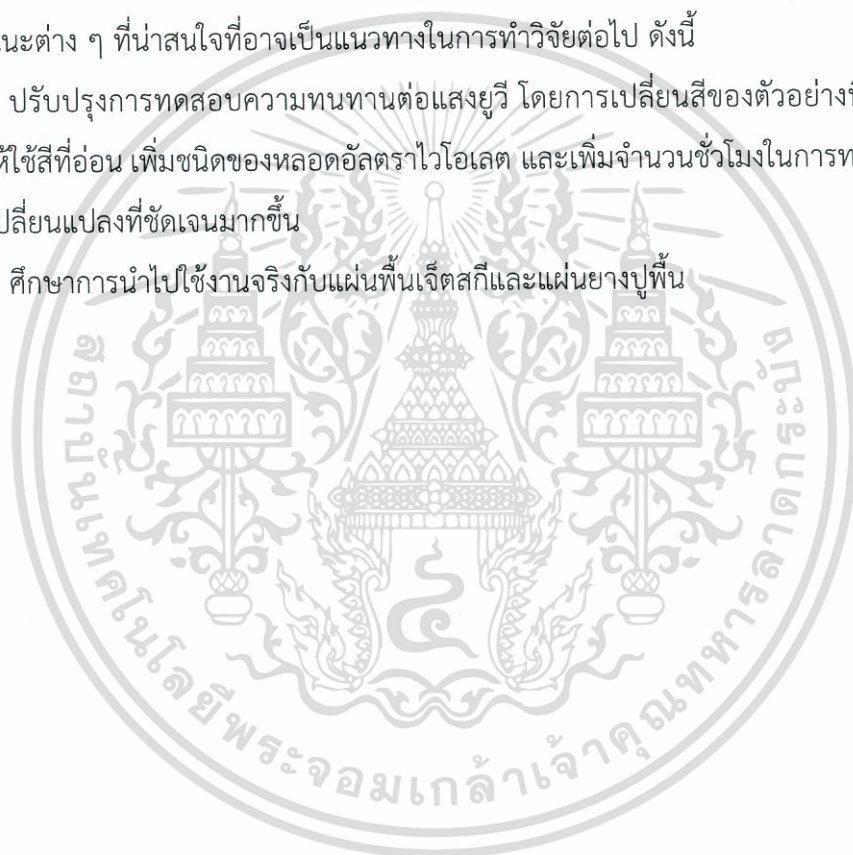 นะต่าง ๆ ที่น่าสนใจที่อาจเป็นแนวทางในการทำวิจัยต่อไป ดังนี้
ปรับปรุงการทดสอบความทนทานต่อแสงยูวี โดยการเปลี่ยนสีของตัวอย่าง
ห้ใช้สีที่อ่อน เพิ่มชนิดของหลอดอัลตราไวโอเลต และเพิ่มจำนวนชั่วโมงในการท
ปลี่ยนแปลงที่ชัดเจนมากขึ้น
ศึกษาการนำไปใช้งานจริงกับแผ่นพื้นเจ็ตสกีและแผ่นยางปูพื้น
สถาบันเทคโนโลยีพระจอมเกล้าเจ้าคุณทหารลาดกระบัง